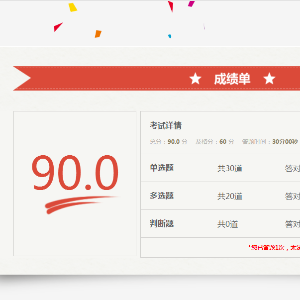 ★ 成绩单 ★
考试详情
总分：90.0 分 及格分：60 分 答题时间：30分00秒
90.0
单选题 共30道 答对
多选题 共20道 答对
判断题 共0道 答对